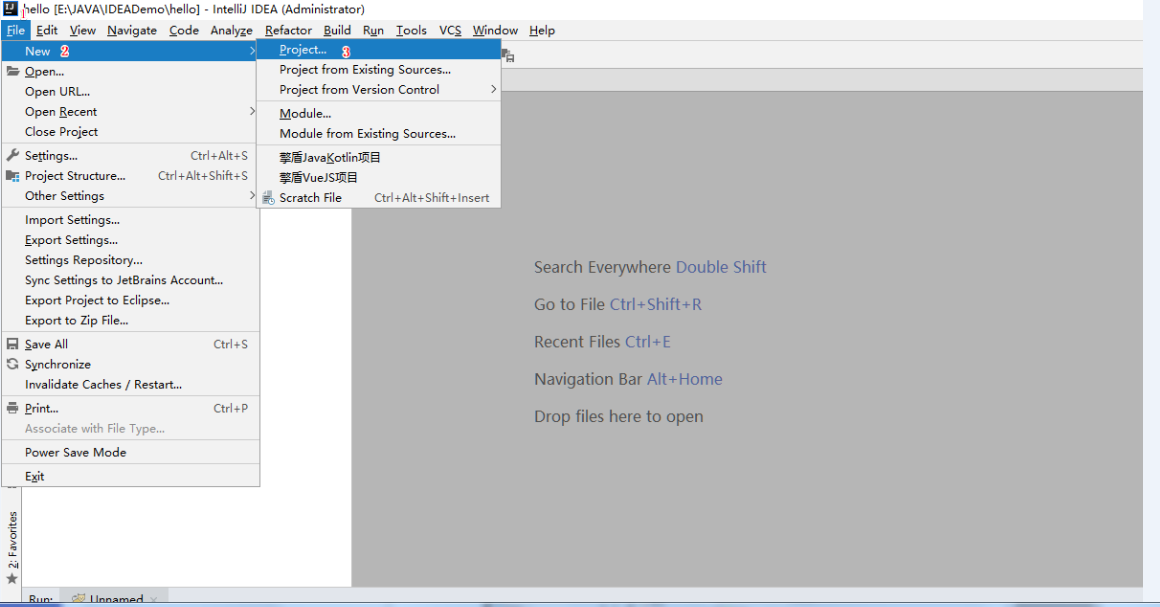 hello [E:\JAVA\IDEADemo\hello] - IntelliJ IDEA (Administrator)
File Edit View Navigate Code Analyze Refactor Build Run Tools VCS Window Help
New 2
Open...
Open URL...
Open Recent
Close Project
Settings... Ctrl+Alt+S
Project Structure... Ctrl+Alt+Shift+S
Other Settings
Import Settings...
Export Settings...
Settings Repository...
Sync Settings to JetBrains Account...
Export Project to Eclipse...
Export to Zip File...
Save All Ctrl+S
Synchronize
Invalidate Caches / Restart...
Print... Ctrl+P
Associate with File Type...
Power Save Mode
Exit
Project... 3
Project from Existing Sources...
Project from Version Control
Module...
Module from Existing Sources...
擎盾JavaKotlin项目
擎盾VueJS项目
Scratch File Ctrl+Alt+Shift+Insert
Search Everywhere Double Shift
Go to File Ctrl+Shift+R
Recent Files Ctrl+E
Navigation Bar Alt+Home
Drop files here to open
2: Favorites
Run: Unnamed